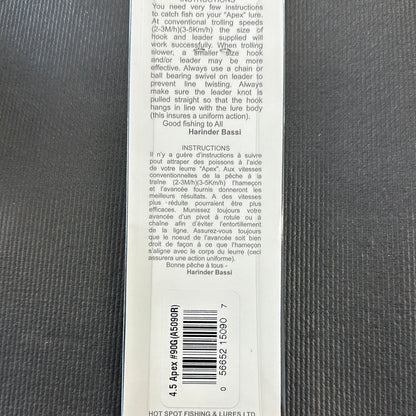 INSTRUCTIONS
You need very few instructions
to catch fish on your "Apex" lure.
At conventional trolling speeds
(2-3M/h)(3-5Km/h) the size of
hook and leader supplied will
work successfully. When trolling
slower, a smaller size hook
and/or leader may be more
effective. Always use a chain or
ball bearing swivel on leader to
prevent line twisting. Always
make sure the leader knot is
pulled straight so that the hook
hangs in line with the lure body
(this insures a uniform action).
Good fishing to All
Harinder Bassi
INSTRUCTIONS
Il n'y a guère d'instructions à suivre
pout attraper des poissons à l'aide
de votre leurre "Apex". Aux vitesses
conventionnelles de la pêche à la
traîne (2-3M/h)(3-5Km/h) l'hameçon
et l'avancée fournis donneront les
meilleurs résultats. A des vitesses
plus réduite pourraient être plus
efficaces. Munissez toujours votre
avancée d'un pivot à rotule ou à
chaîne afin d'éviter l'entortillement
de la ligne. Assurez-vous toujours
que le noeud de l'avancée soit bien
droit de façon à ce que l'hameçon
s'aligne avec le corps du leurre (ceci
assurera une action uniforme).
Bonne pêche à tous -
Harinder Bassi
4.5 Apex #90G(A5090R)
0 56652 15090 7
HOT SPOT FISHING & LURES LTD.